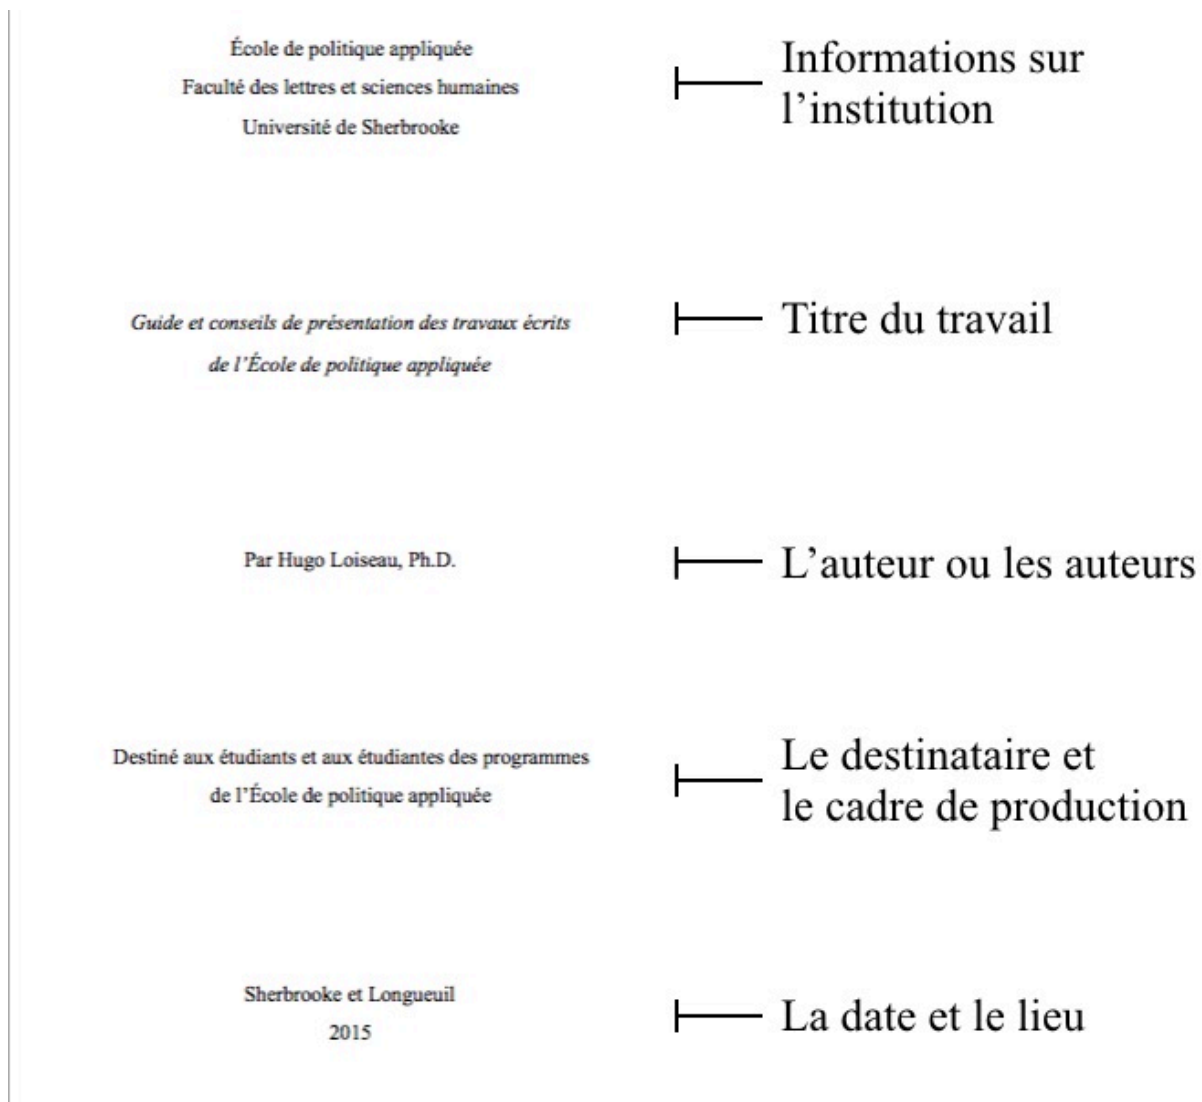 École de politique appliquée
Faculté des lettres et sciences humaines
Université de Sherbrooke
Informations sur
l'institution
Guide et conseils de présentation des travaux écrits
de l'École de politique appliquée
Titre du travail
Par Hugo Loiseau, Ph.D.
L'auteur ou les auteurs
Destiné aux étudiants et aux étudiantes des programmes
de l'École de politique appliquée
Le destinataire et
le cadre de production
Sherbrooke et Longueuil
2015
La date et le lieu